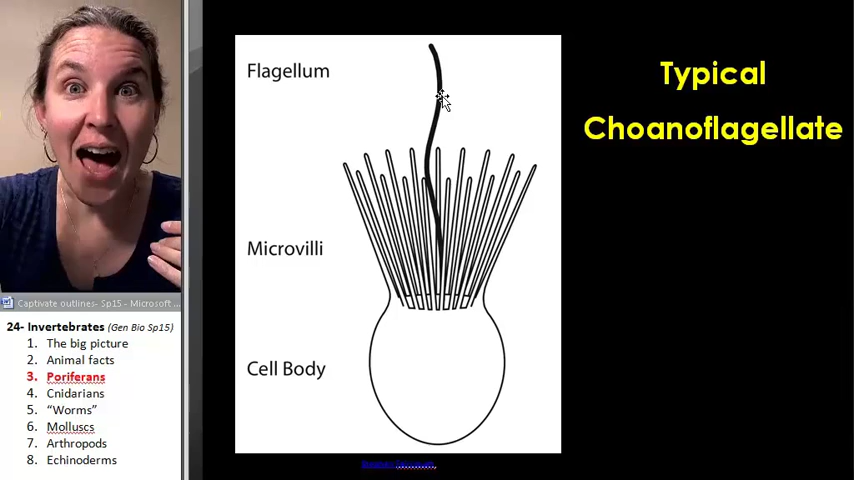 Flagellum
Microvilli
Cell Body
Typical
Choanoflagellate
Captivate outlines- Sp15 - Microsoft ...
24- Invertebrates (Gen Bio Sp15)
1. The big picture
2. Animal facts
3. Poriferans
4. Cnidarians
5. “Worms”
6. Molluscs
7. Arthropods
8. Echinoderms